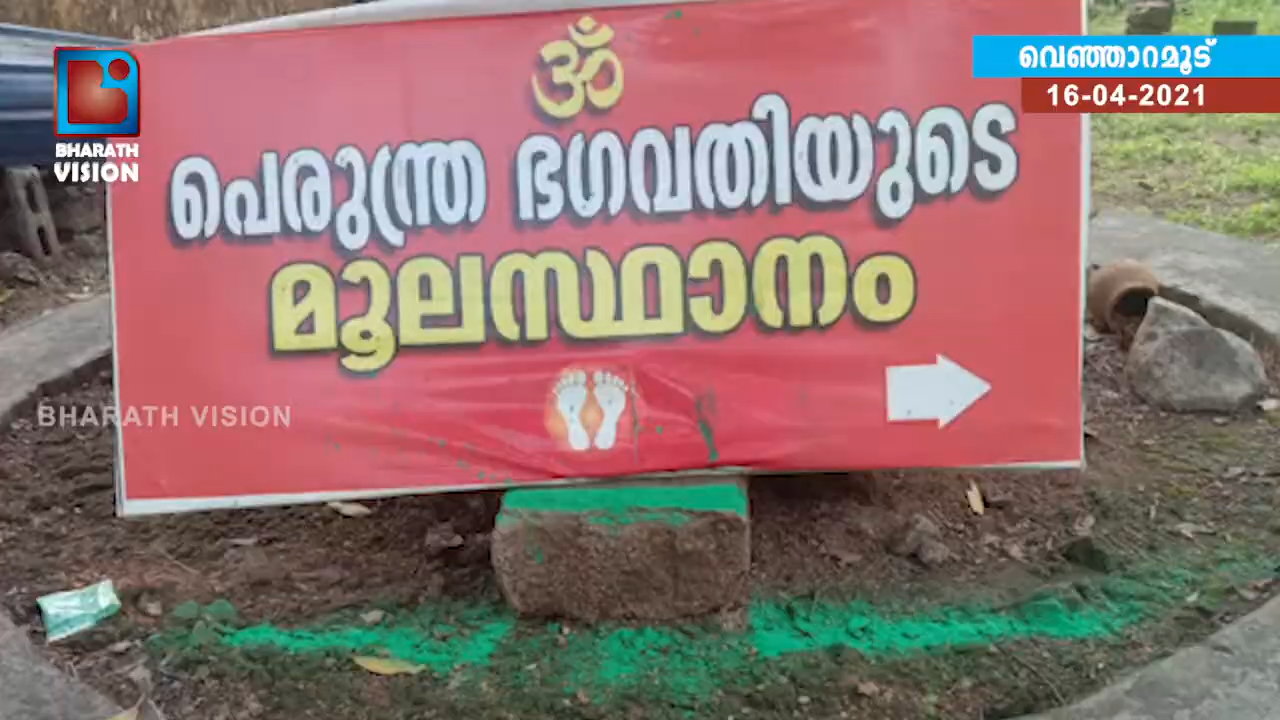 ॐ
പെരുന്ത്ര ഭഗവതിയുടെ
മൂലസ്ഥാനം
വെഞ്ഞാറമൂട്
16-04-2021
BHARATH
VISION
BHARATH VISION